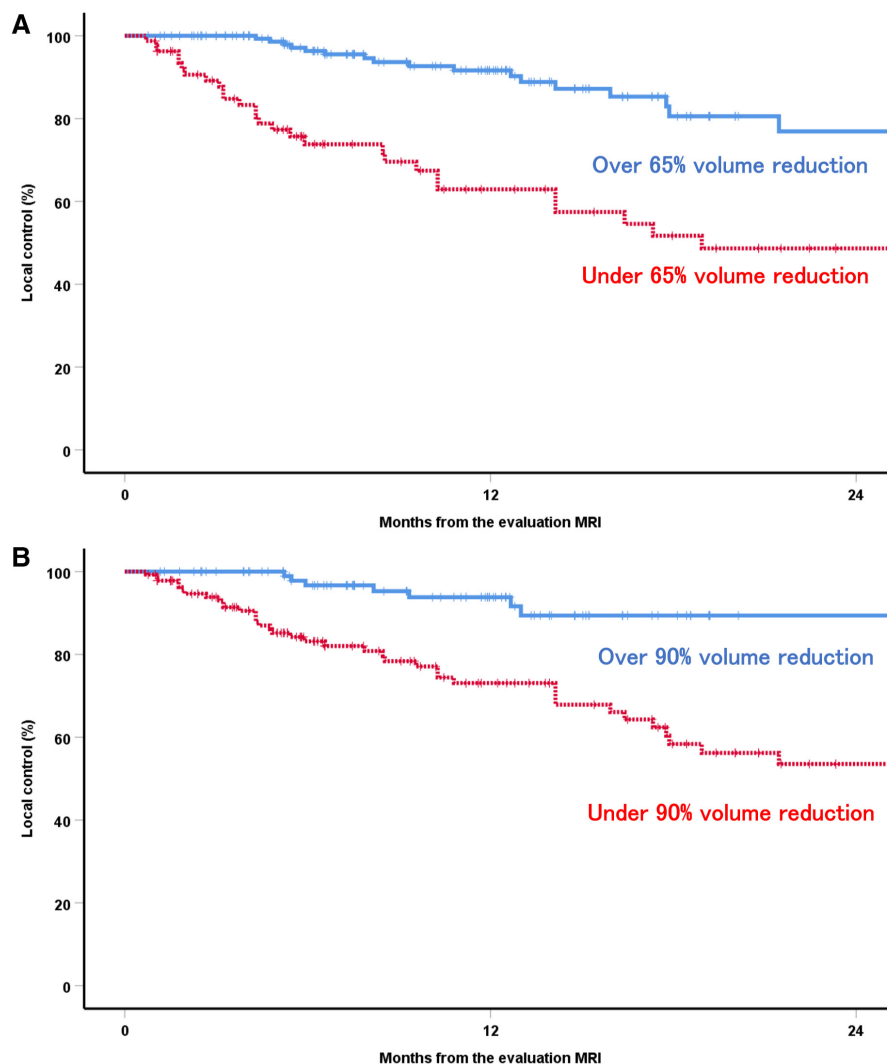 A
100
80
60
40
20
0
Local control (%)
Over 65% volume reduction
Under 65% volume reduction
0
12
24
Months from the evaluation MRI
B
100
80
60
40
20
0
Local control (%)
Over 90% volume reduction
Under 90% volume reduction
0
12
24
Months from the evaluation MRI